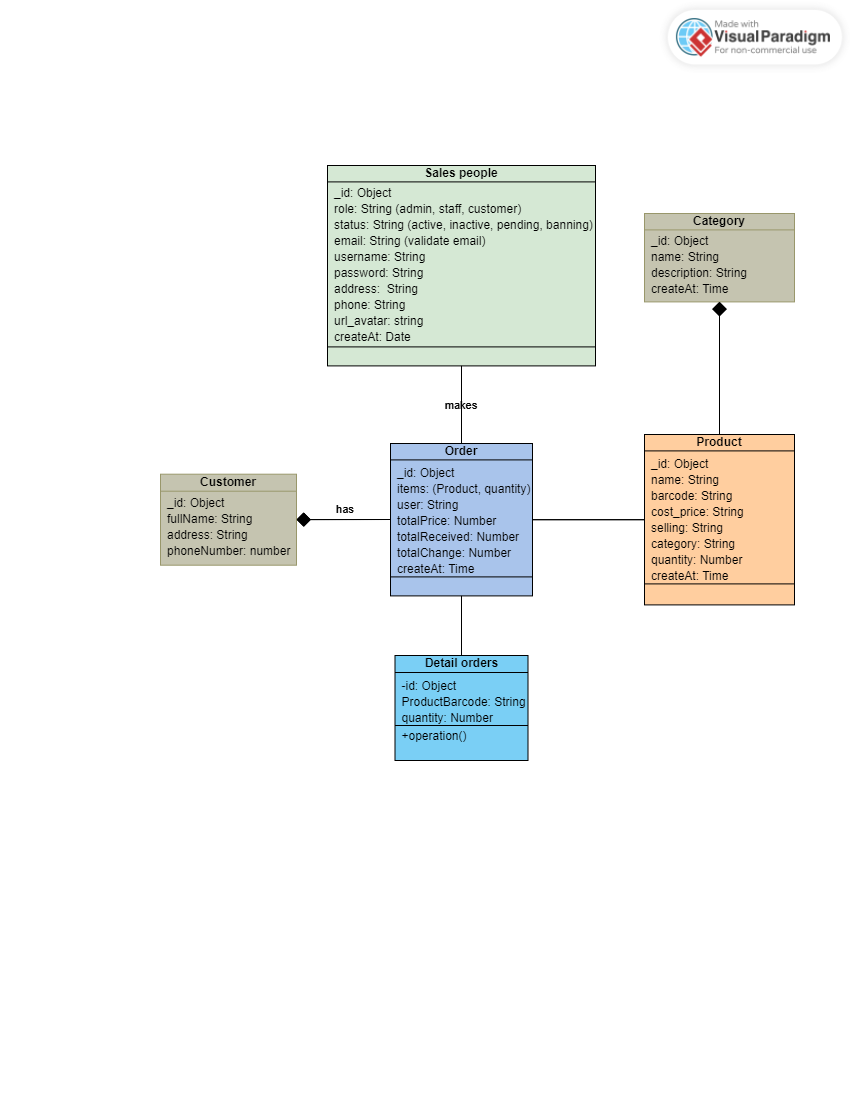 Made with
Visual Paradigm
For non-commercial use
Sales people
_id: Object
role: String (admin, staff, customer)
status: String (active, inactive, pending, banning)
email: String (validate email)
username: String
password: String
address:  String
phone: String
url_avatar: string
createAt: Date
Category
_id: Object
name: String
description: String
createAt: Time
makes
Order
_id: Object
items: (Product, quantity)
user: String
totalPrice: Number
totalReceived: Number
totalChange: Number
createAt: Time
Product
_id: Object
name: String
barcode: String
cost_price: String
selling: String
category: String
quantity: Number
createAt: Time
Customer
_id: Object
fullName: String
address: String
phoneNumber: number
has
Detail orders
-id: Object
ProductBarcode: String
quantity: Number
+operation()